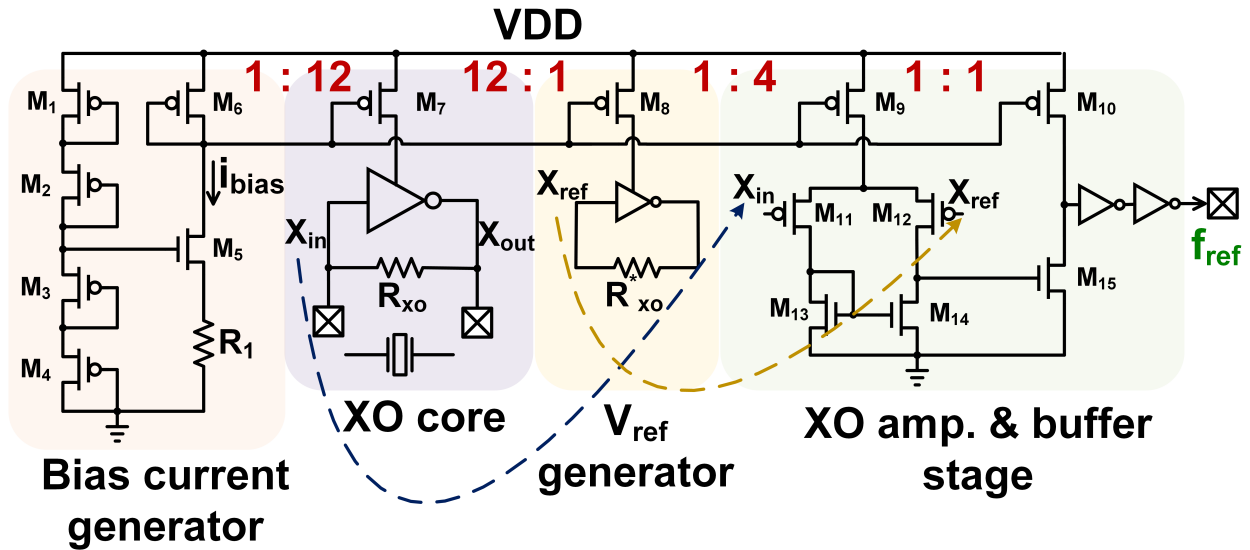 VDD
1 : 12
12 : 1
1 : 4
1 : 1
M1
M6
M7
M8
M9
M10
M2
ibias
Xref
Xin
Xref
M11
M12
M5
Xin
Xout
fref
M3
Rxo
R*xo
M15
M13
M14
R1
M4
XO core
Vref
generator
XO amp. & buffer
stage
Bias current
generator